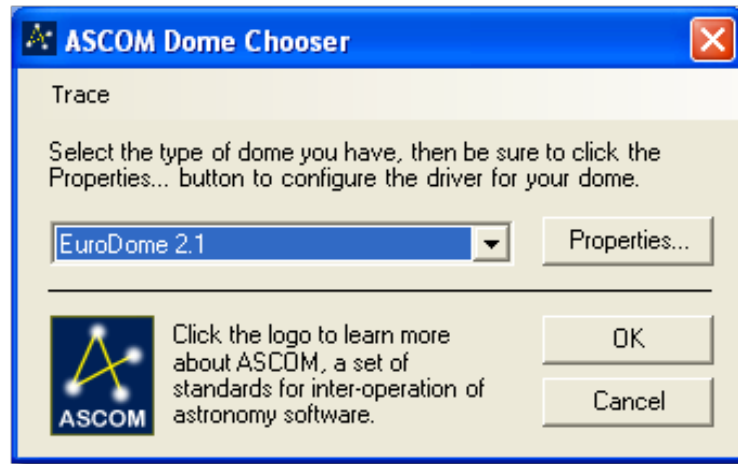 ASCOM Dome Chooser
Trace
Select the type of dome you have, then be sure to click the
Properties... button to configure the driver for your dome.
EuroDome 2.1
Properties...
Click the logo to learn more
about ASCOM, a set of
standards for inter-operation of
astronomy software.
ASCOM
OK
Cancel